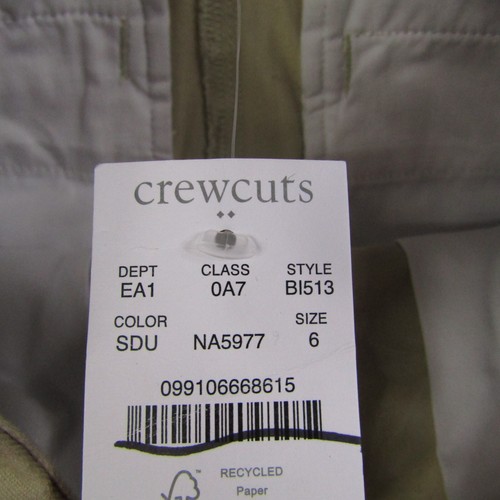 crewcuts
DEPT CLASS STYLE
EA1 0A7 BI513
COLOR SIZE
SDU NA5977 6
099106668615
RECYCLED
Paper